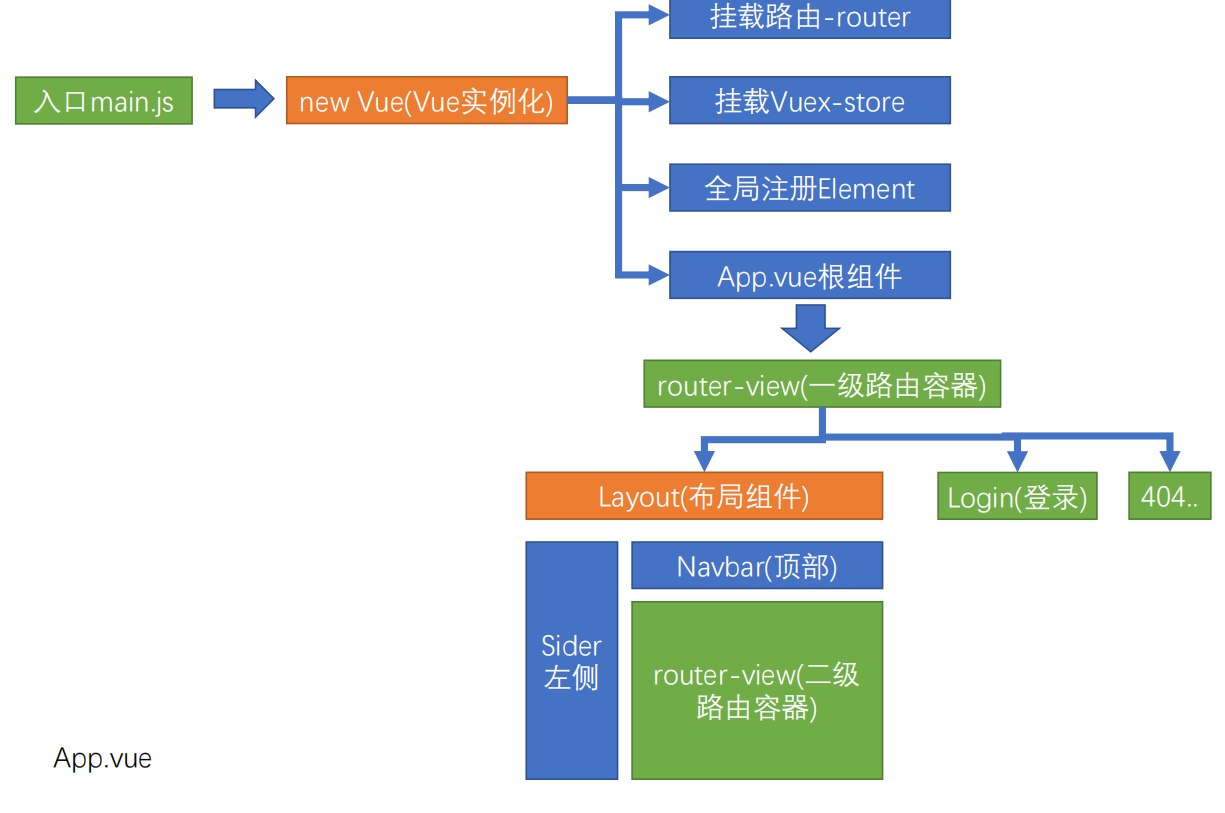 挂载路由-router
入口main.js
new Vue(Vue实例化)
挂载Vuex-store
全局注册Element
App.vue根组件
router-view(一级路由容器)
Layout(布局组件)
Login(登录)
404..
Navbar(顶部)
Sider
左侧
router-view(二级
路由容器)
App.vue